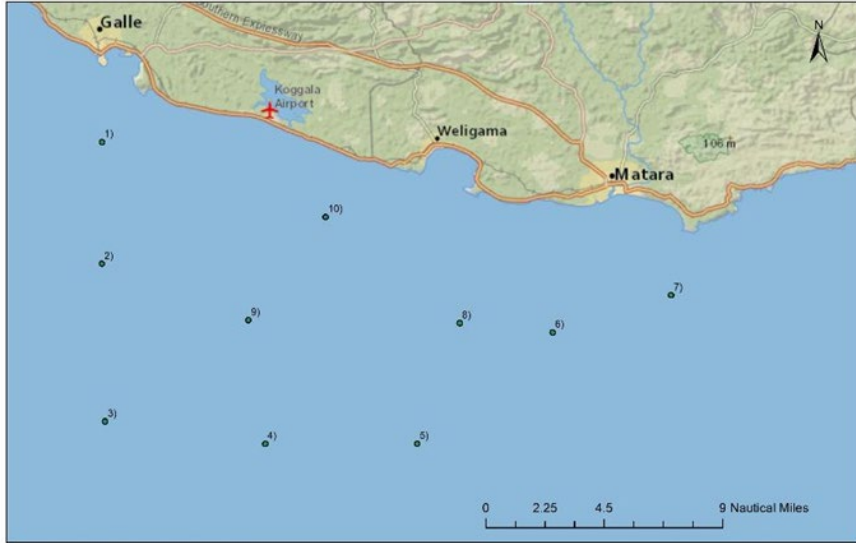 Galle
Southern Expressway
N
Koggala
Airport
1)
Weligama
106 m
Matara
10)
2)
7)
9)
8)
6)
3)
4)
5)
0 2.25 4.5 9 Nautical Miles